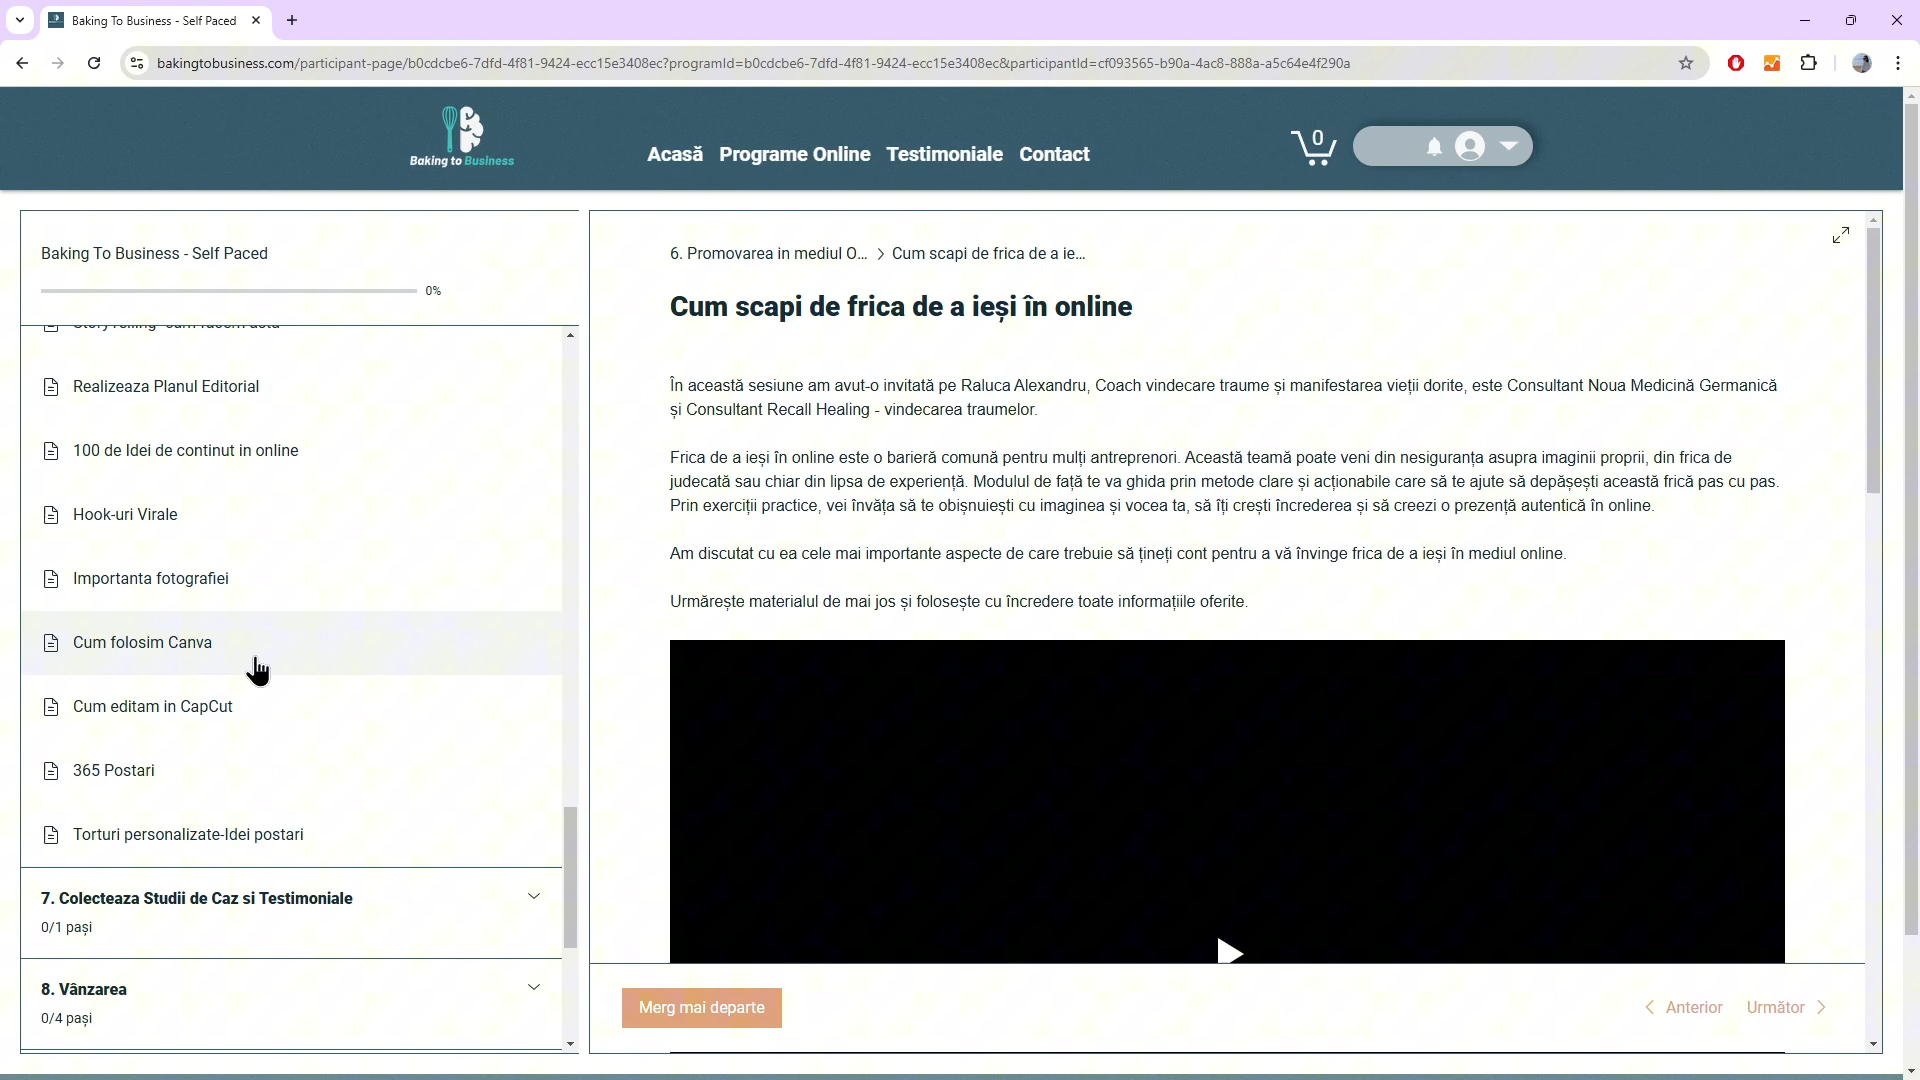 Baking To Business - Self Paced
bakingtobusiness.com/participant-page/b0cdcbe6-7dfd-4f81-9424-ecc15e3408ec?programId=b0cdcbe6-7dfd-4f81-9424-ecc15e3408ec&participantId=cf093565-b90a-4ac8-888a-a5c64e4f290a
Baking to Business
Acasă Programe Online Testimoniale Contact
0
Baking To Business - Self Paced
0%
Realizeaza Planul Editorial
100 de Idei de continut in online
Hook-uri Virale
Importanta fotografiei
Cum folosim Canva
Cum editam in CapCut
365 Postari
Torturi personalizate-Idei postari
7. Colecteaza Studii de Caz si Testimoniale
0/1 pași
8. Vânzarea
0/4 pași
6. Promovarea in mediul O... > Cum scapi de frica de a ie...
Cum scapi de frica de a ieși în online
În această sesiune am avut-o invitată pe Raluca Alexandru, Coach vindecare traume și manifestarea vieții dorite, este Consultant Noua Medicină Germanică
și Consultant Recall Healing - vindecarea traumelor.
Frica de a ieși în online este o barieră comună pentru mulți antreprenori. Această teamă poate veni din nesiguranța asupra imaginii proprii, din frica de
judecată sau chiar din lipsa de experiență. Modulul de față te va ghida prin metode clare și acționabile care să te ajute să depășești această frică pas cu pas.
Prin exerciții practice, vei învăța să te obișnuiești cu imaginea și vocea ta, să îți crești încrederea și să creezi o prezență autentică în online.
Am discutat cu ea cele mai importante aspecte de care trebuie să țineți cont pentru a vă învinge frica de a ieși în mediul online.
Urmărește materialul de mai jos și folosește cu încredere toate informațiile oferite.
Merg mai departe
Anterior
Următor